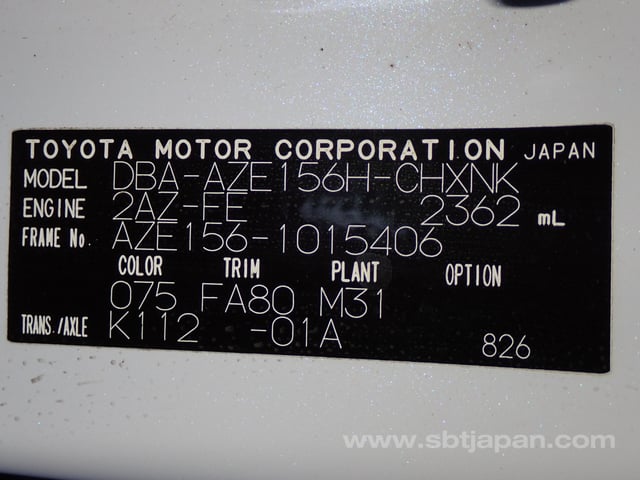 TOYOTA MOTOR CORPORATION JAPAN
MODEL DBA-AZE156H-CHXNK
ENGINE 2AZ-FE 2362 mL
FRAME No. AZE156-1015406
COLOR TRIM PLANT OPTION
075 FA80 M31
TRANS./AXLE K112 -01A
826
www.sbtjapan.com